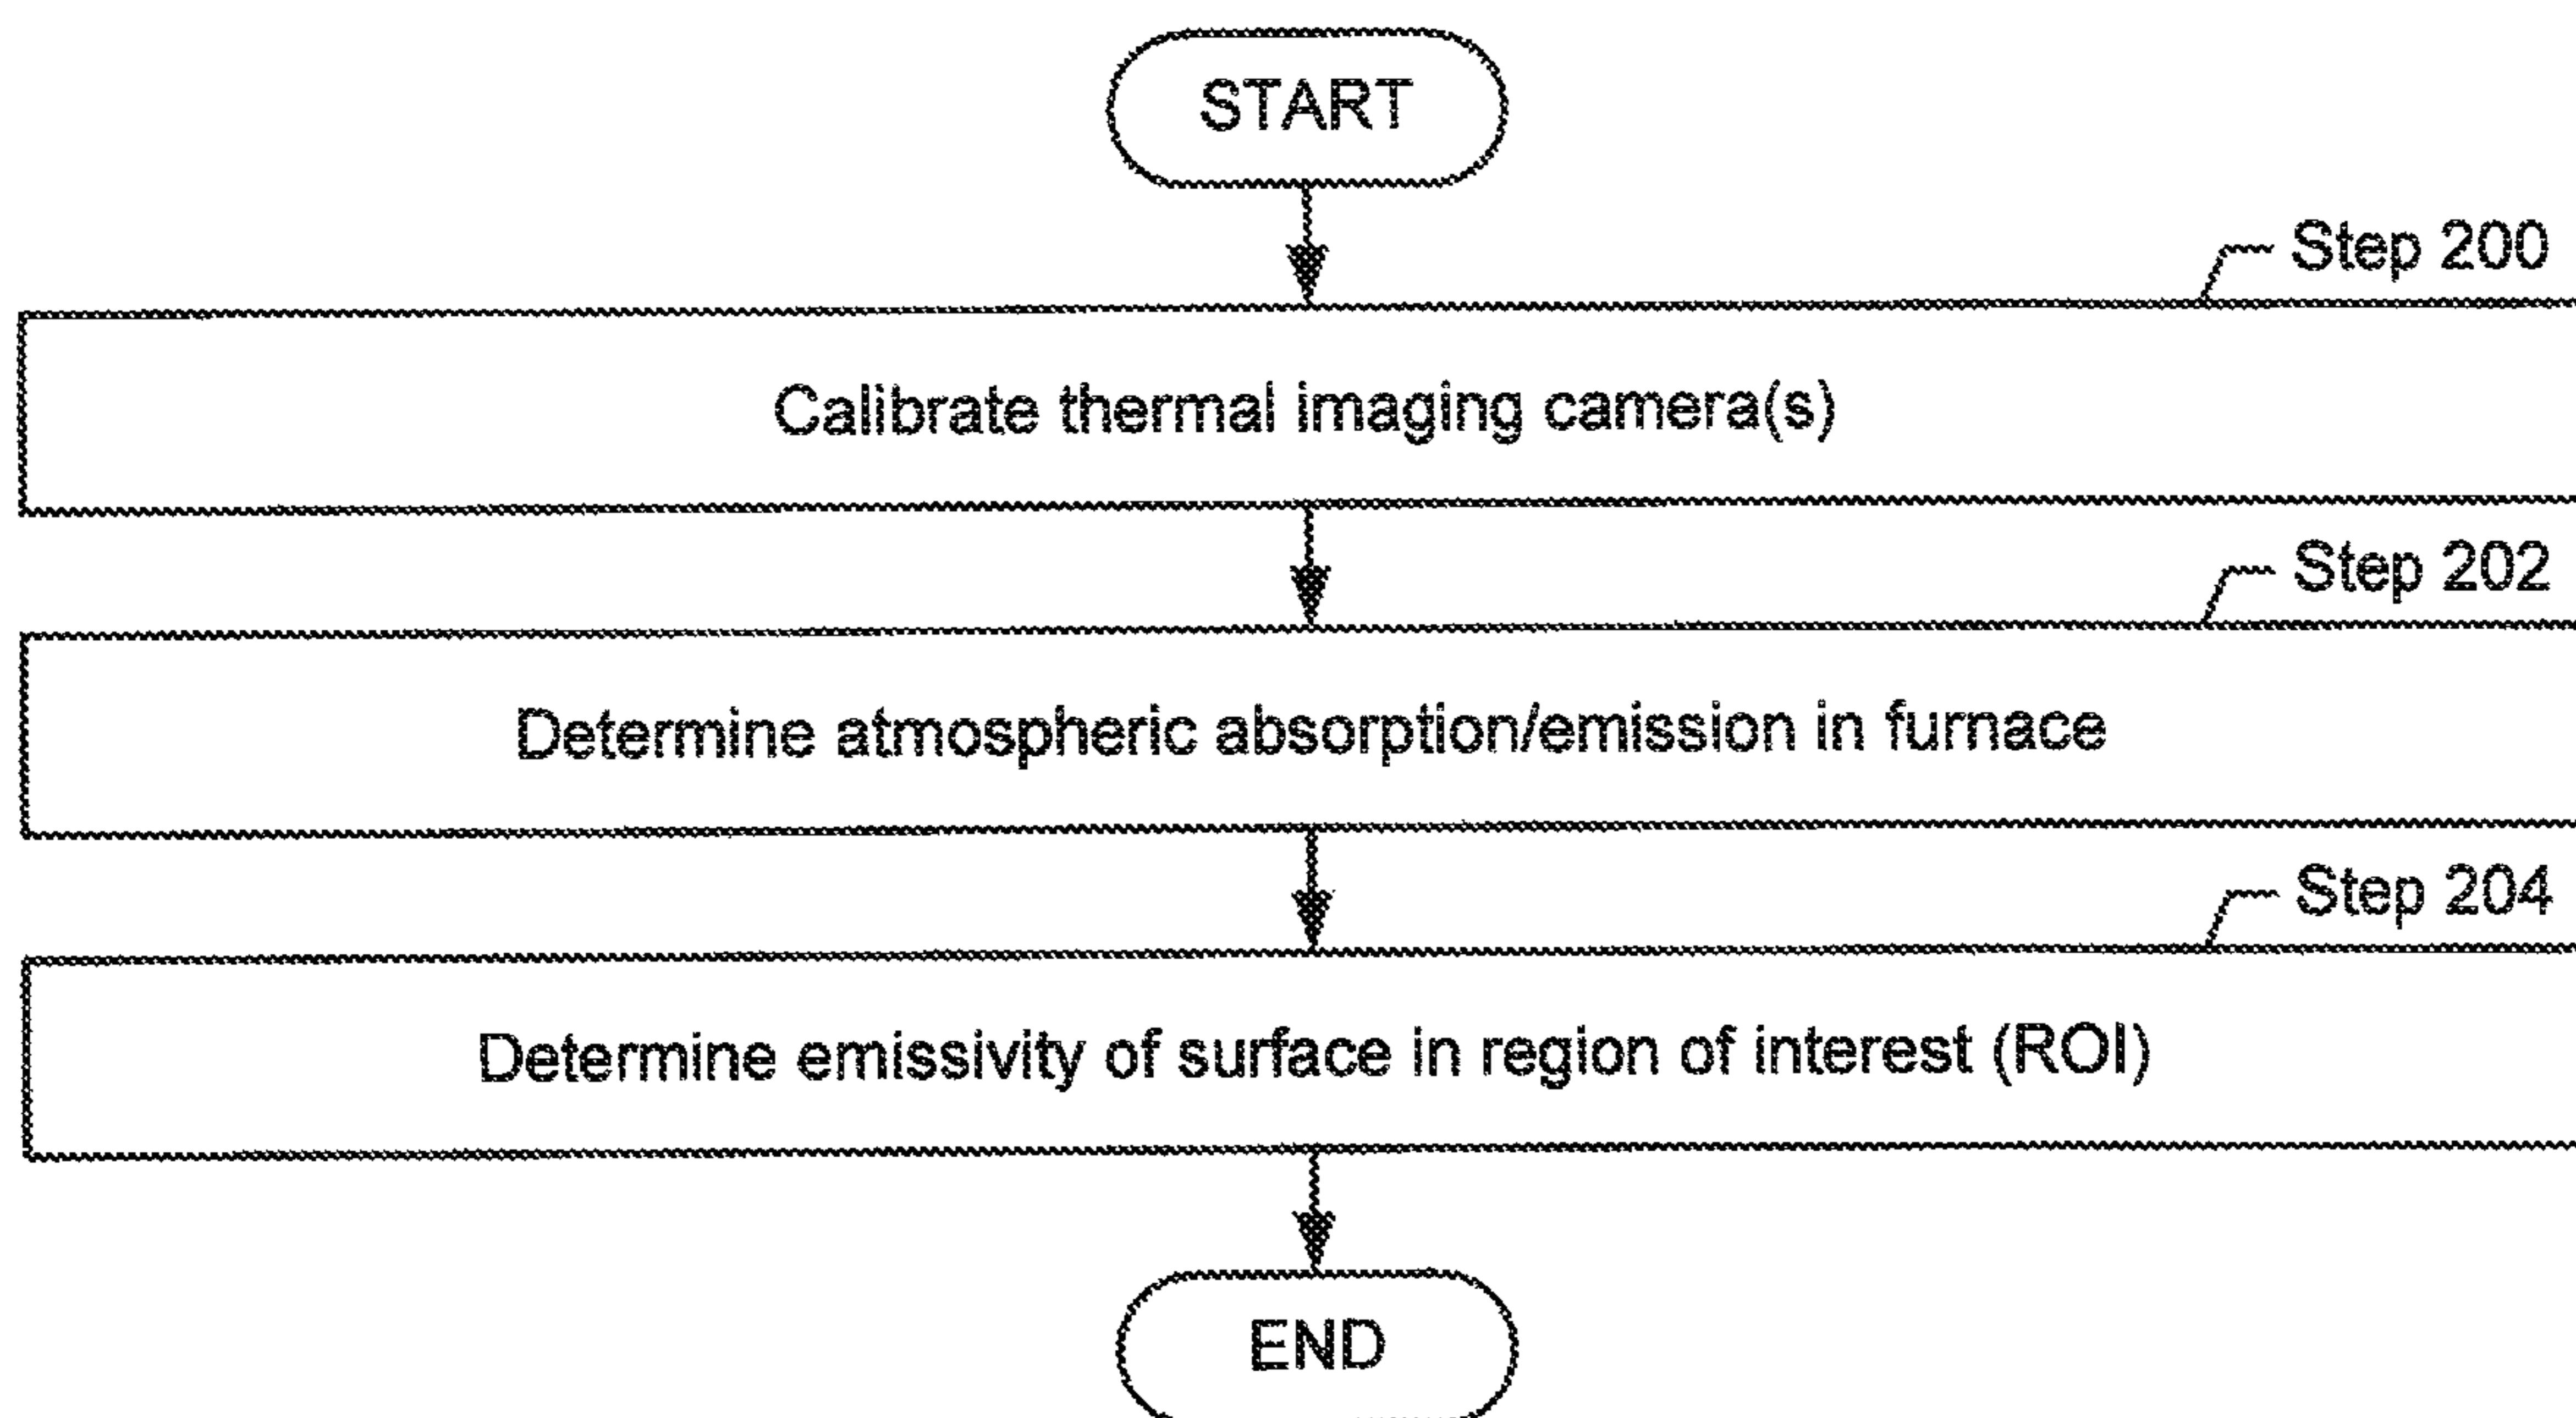 START
Step 200
Calibrate thermal imaging camera(s)
Step 202
Determine atmospheric absorption/emission in furnace
Step 204
Determine emissivity of surface in region of interest (ROI)
END